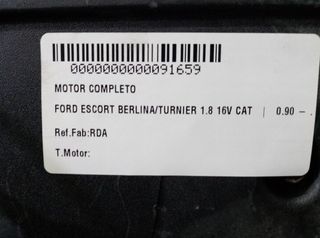 0000000000091659
MOTOR COMPLETO
FORD ESCORT BERLINA/TURNIER 1.8 16V CAT | 0.90 – .
Ref.Fab:RDA
T.Motor: